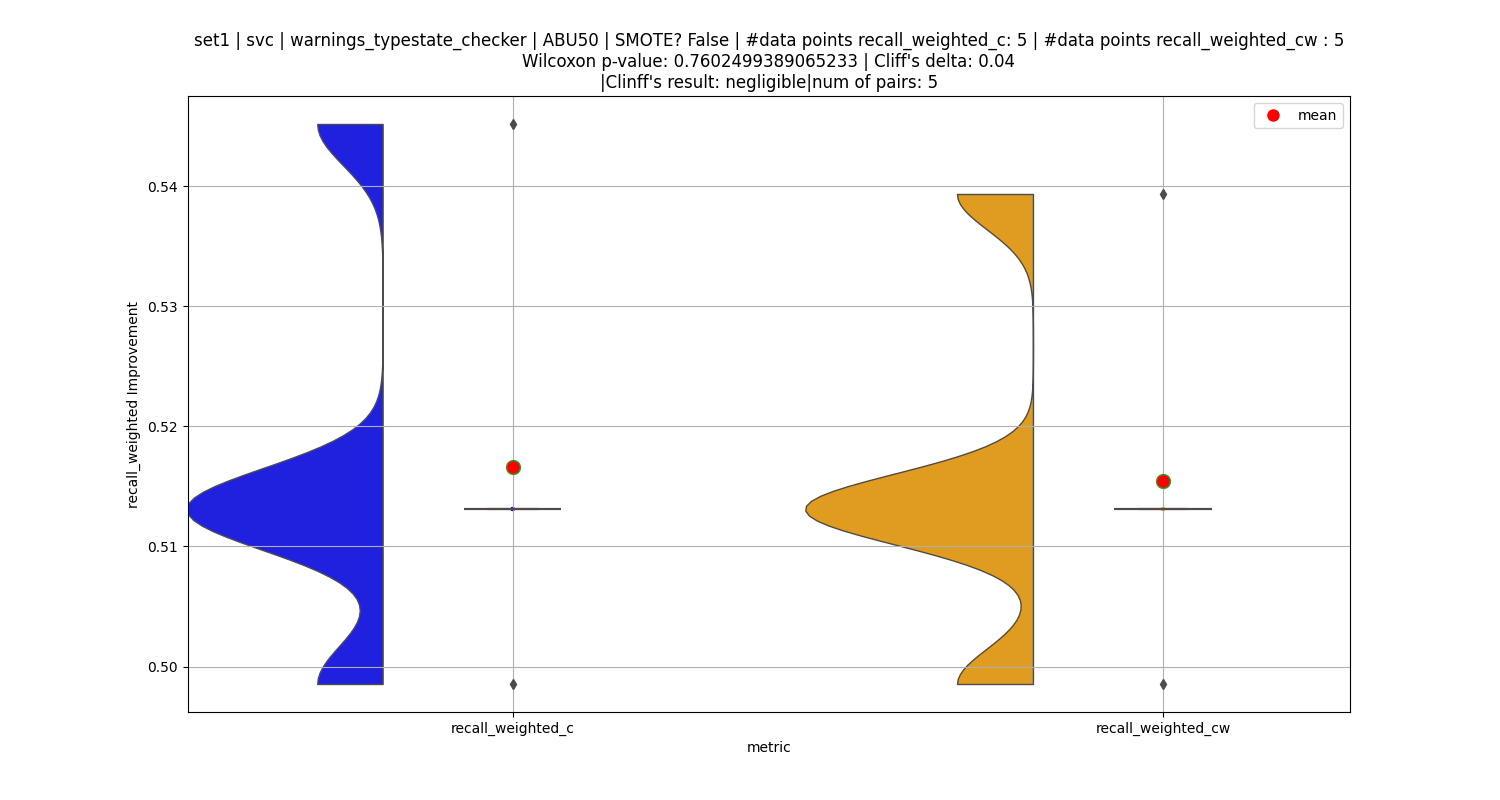 set1 | svc | warnings_typestate_checker | ABU50 | SMOTE? False | #data points recall_weighted_c: 5 | #data points recall_weighted_cw : 5
Wilcoxon p-value: 0.7602499389065233 | Cliff's delta: 0.04
|Clinff's result: negligible|num of pairs: 5
mean
0.54
0.53
0.52
0.51
0.50
recall_weighted Improvement
recall_weighted_c
recall_weighted_cw
metric